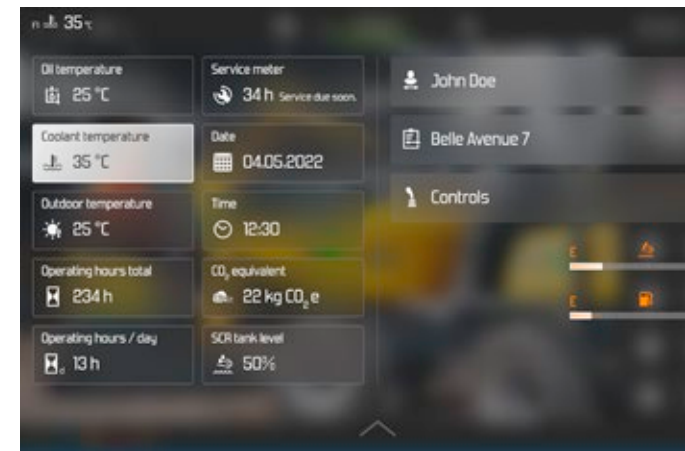 n 35 °C
Oil temperature
25 °C
Service meter
34 h Service due soon.
Coolant temperature
35 °C
Date
04.05.2022
Outdoor temperature
25 °C
Time
12:30
Operating hours total
234 h
CO₂ equivalent
22 kg CO₂e
Operating hours / day
13 h
SCR tank level
50%
John Doe
Belle Avenue 7
Controls
E
E